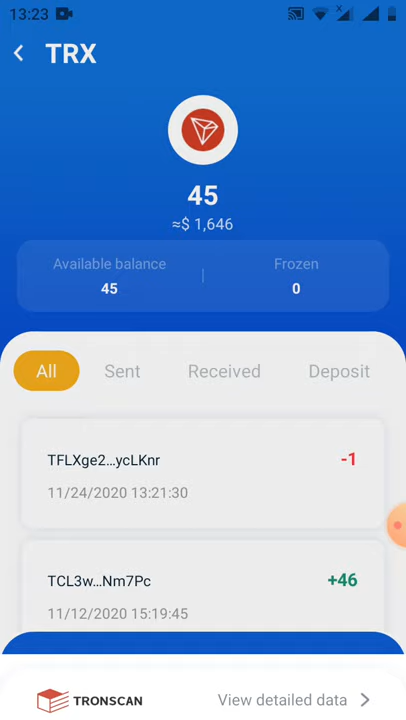 13:23
TRX
45
≈$ 1,646
Available balance
Frozen
45
0
All
Sent
Received
Deposit
TFLXge2...ycLKnr
-1
11/24/2020 13:21:30
TCL3w...Nm7Pc
+46
11/12/2020 15:19:45
TRONSCAN
View detailed data